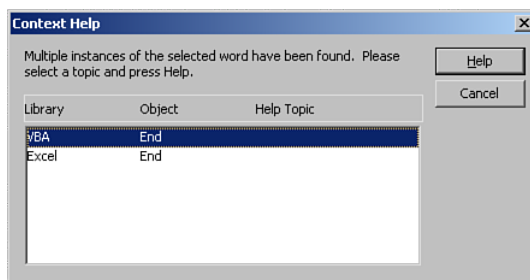 Context Help
Multiple instances of the selected word have been found.  Please
select a topic and press Help.
Help
Cancel
Library Object Help Topic
VBA End
Excel End